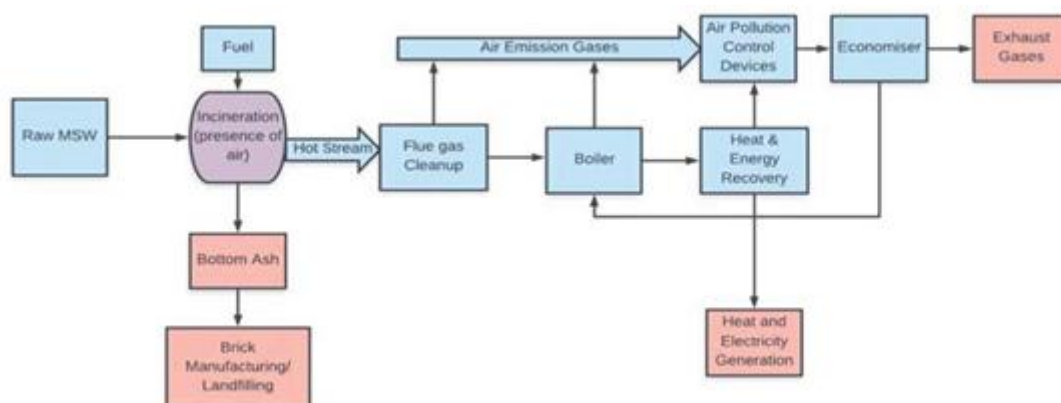 Fuel
Air Emission Gases
Air Pollution
Control
Devices
Economiser
Exhaust
Gases
Raw MSW
Incineration
(presence of
air)
Hot Stream
Flue gas
Cleanup
Boiler
Heat &
Energy
Recovery
Bottom Ash
Brick
Manufacturing/
Landfilling
Heat and
Electricity
Generation